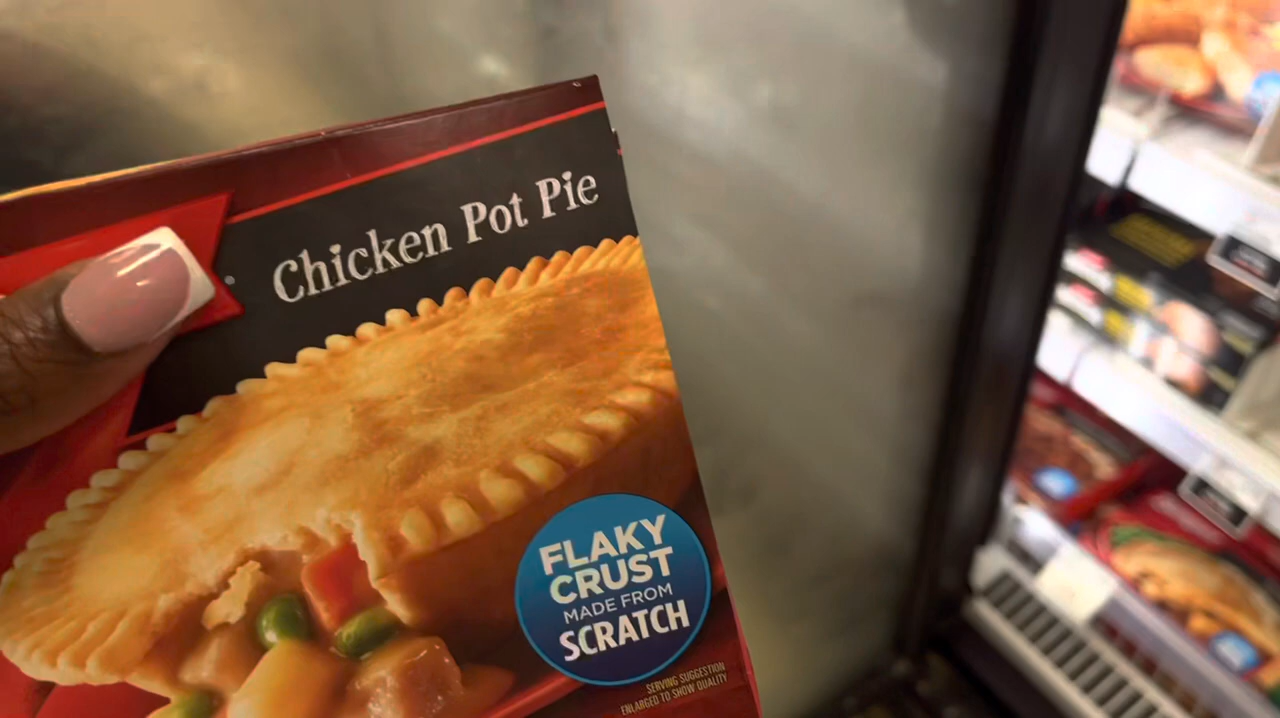 Chicken Pot Pie
FLAKY
CRUST
MADE FROM
SCRATCH
SERVING SUGGESTION
ENLARGED TO SHOW QUALITY